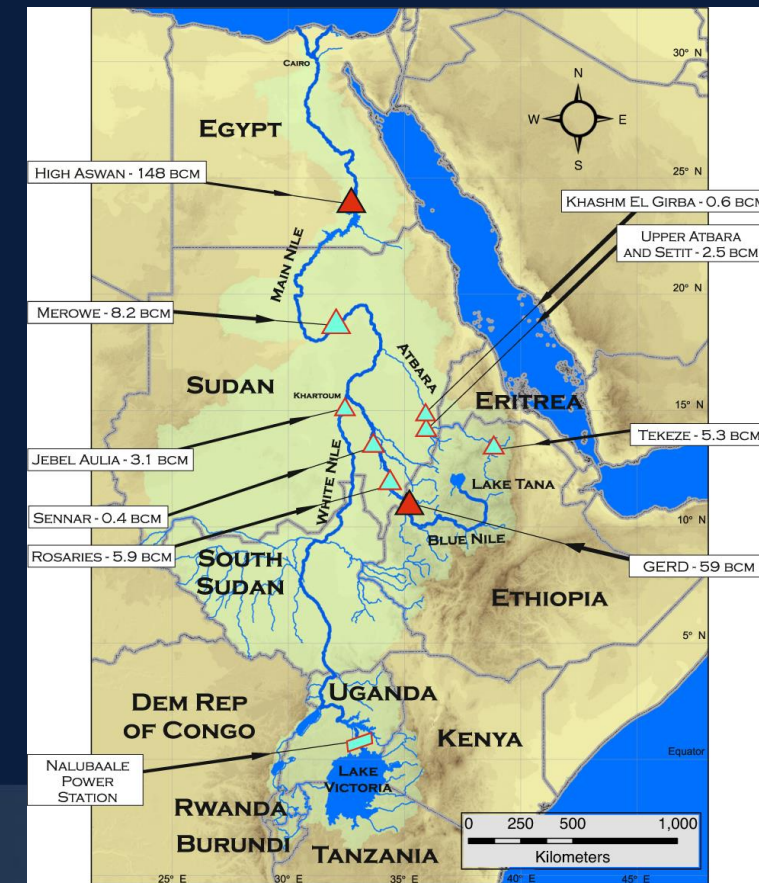 30° N
CAIRO
N
W
E
S
EGYPT
25° N
HIGH ASWAN - 148 BCM
KHASHM EL GIRBA - 0.6 BCM
UPPER ATBARA
AND SETIT - 2.5 BCM
MAIN NILE
20° N
MEROWE - 8.2 BCM
ATBARA
SUDAN
KHARTOUM
ERITREA
15° N
TEKEZE - 5.3 BCM
JEBEL AULIA - 3.1 BCM
WHITE NILE
LAKE TANA
SENNAR - 0.4 BCM
10° N
BLUE NILE
ROSARIES - 5.9 BCM
SOUTH
SUDAN
GERD - 59 BCM
ETHIOPIA
5° N
UGANDA
DEM REP
OF CONGO
KENYA
Equator
NALUBAALE
POWER
STATION
LAKE
VICTORIA
RWANDA
BURUNDI
TANZANIA
0 250 500 1,000
Kilometers
25° E 30° E 35° E 40° E 45° E